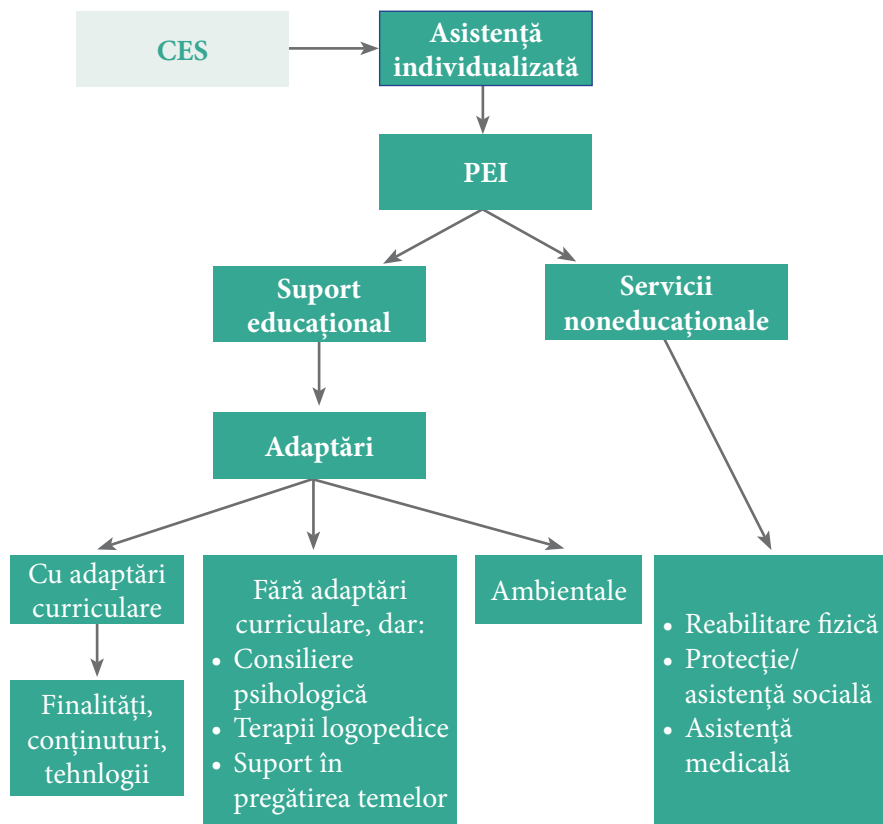 CES
Asistență
individualizată
PEI
Suport
educațional
Servicii
noneducaționale
Adaptări
Cu adaptări
curriculare
Fără adaptări
curriculare, dar:
• Consiliere
psihologică
• Terapii logopedice
• Suport în
pregătirea temelor
Ambientale
• Reabilitare fizică
• Protecție/
asistență socială
• Asistență
medicală
Finalități,
conținuturi,
tehnlogii